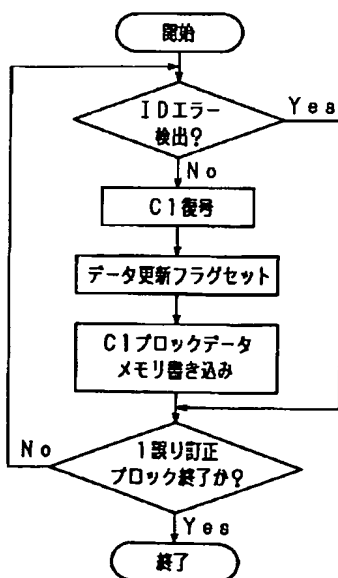 開始
IDエラー
検出?
Yes
No
C1復号
データ更新フラグセット
C1ブロックデータ
メモリ書き込み
No
1誤り訂正
ブロック終了か?
Yes
終了